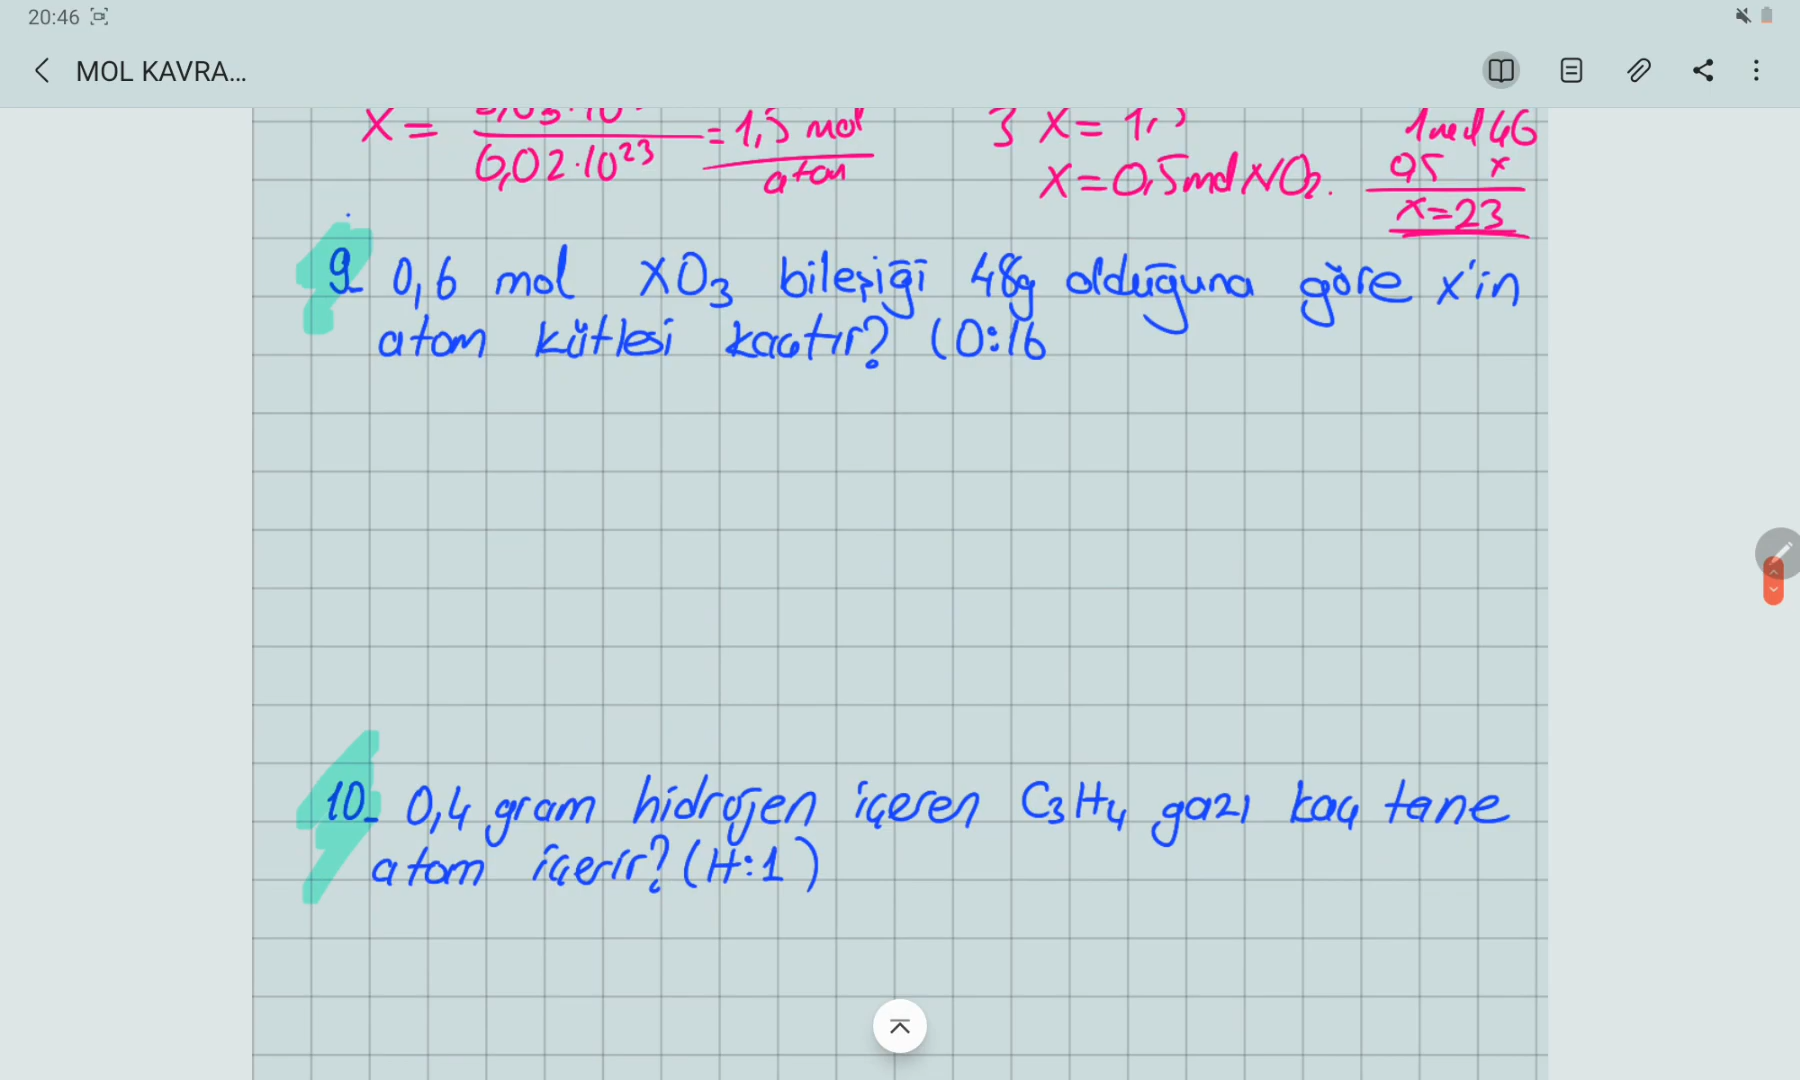 20:46
MOL KAVRA...
X = = 1,5 mol
6,02·10²³ atom
3 X = 1,5
X = 0,5 mol NO₂.
1 mol 46
0,5 x
x = 23
9- 0,6 mol XO₃ bileşiği 48g olduğuna göre x'in
atom kütlesi kaçtır? (O:16
10- 0,4 gram hidrojen içeren C₃H₄ gazı kaç tane
atom içerir? (H:1)